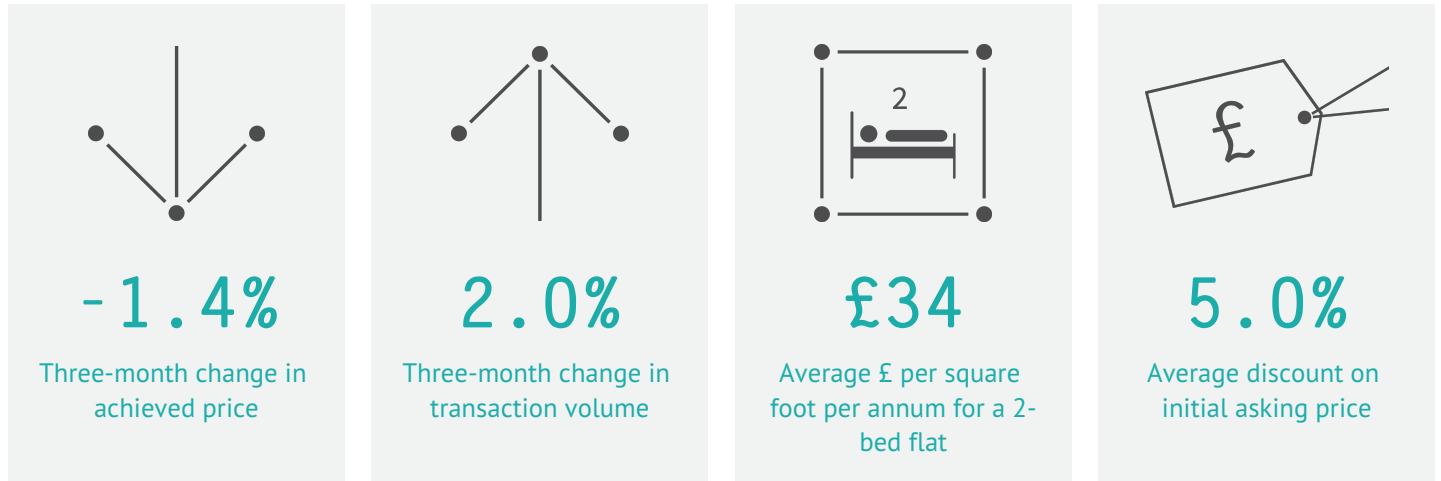 -1.4%
Three-month change in
achieved price
2.0%
Three-month change in
transaction volume
2
£34
Average £ per square
foot per annum for a 2-
bed flat
£
5.0%
Average discount on
initial asking price